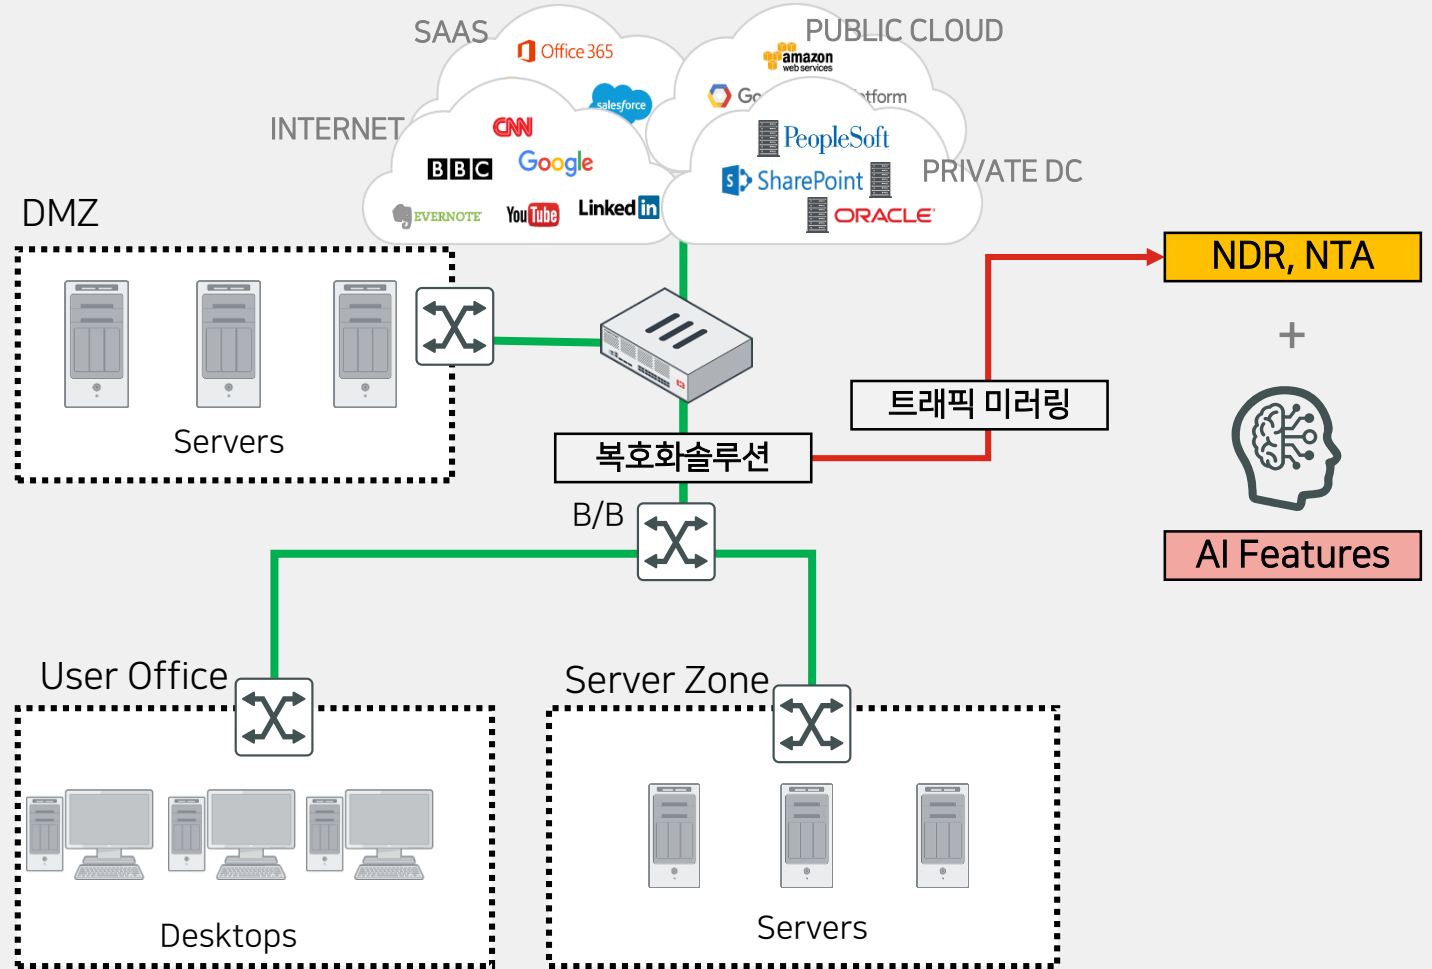 SAAS
Office 365
salesforce
PUBLIC CLOUD
amazon
web services
INTERNET
CNN
BBC
Google
EVERNOTE
YouTube
Linked in
PeopleSoft
SharePoint
ORACLE
PRIVATE DC
DMZ
Servers
NDR, NTA
+
트래픽 미러링
복호화솔루션
B/B
AI Features
User Office
Desktops
Server Zone
Servers